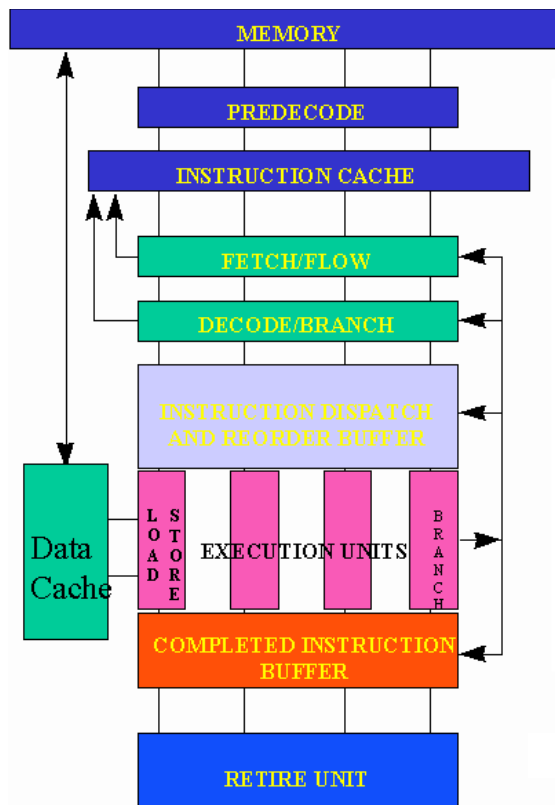 MEMORY
PREDECODE
INSTRUCTION CACHE
FETCH/FLOW
DECODE/BRANCH
INSTRUCTION DISPATCH
AND REORDER BUFFER
Data
Cache
LOAD
STORE
EXECUTION UNITS
BRANCH
COMPLETED INSTRUCTION
BUFFER
RETIRE UNIT